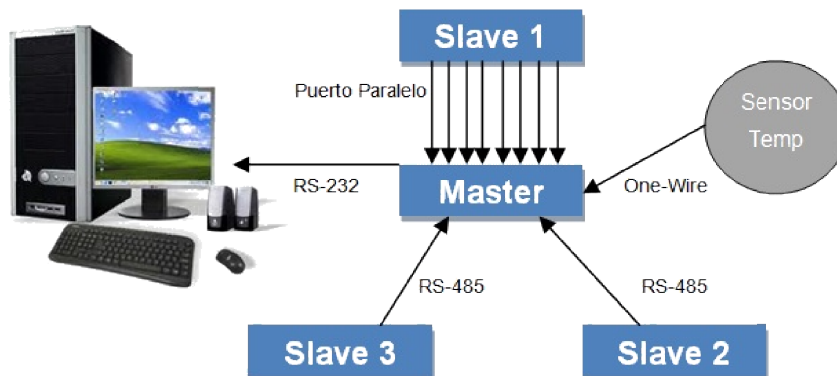 Slave 1
Puerto Paralelo
Sensor
Temp
RS-232
Master
One-Wire
RS-485
RS-485
Slave 3
Slave 2